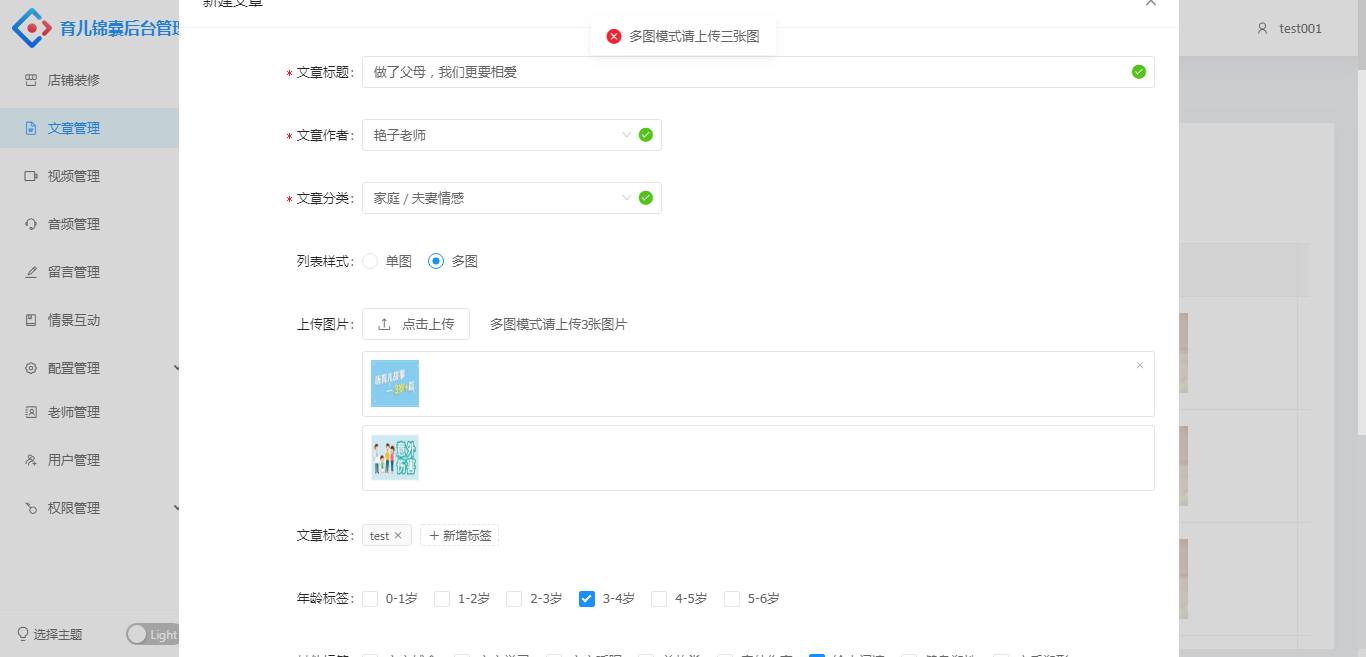 新建文章
育儿锦囊后台管理
多图模式请上传三张图
test001
店铺装修
文章管理
视频管理
音频管理
留言管理
情景互动
配置管理
老师管理
用户管理
权限管理
选择主题
Light
* 文章标题:
做了父母，我们更要相爱
* 文章作者:
艳子老师
* 文章分类:
家庭 / 夫妻情感
列表样式:
单图
多图
上传图片:
点击上传
多图模式请上传3张图片
意外
伤害
文章标签:
test ×
+ 新增标签
年龄标签:
0-1岁
1-2岁
2-3岁
3-4岁
4-5岁
5-6岁